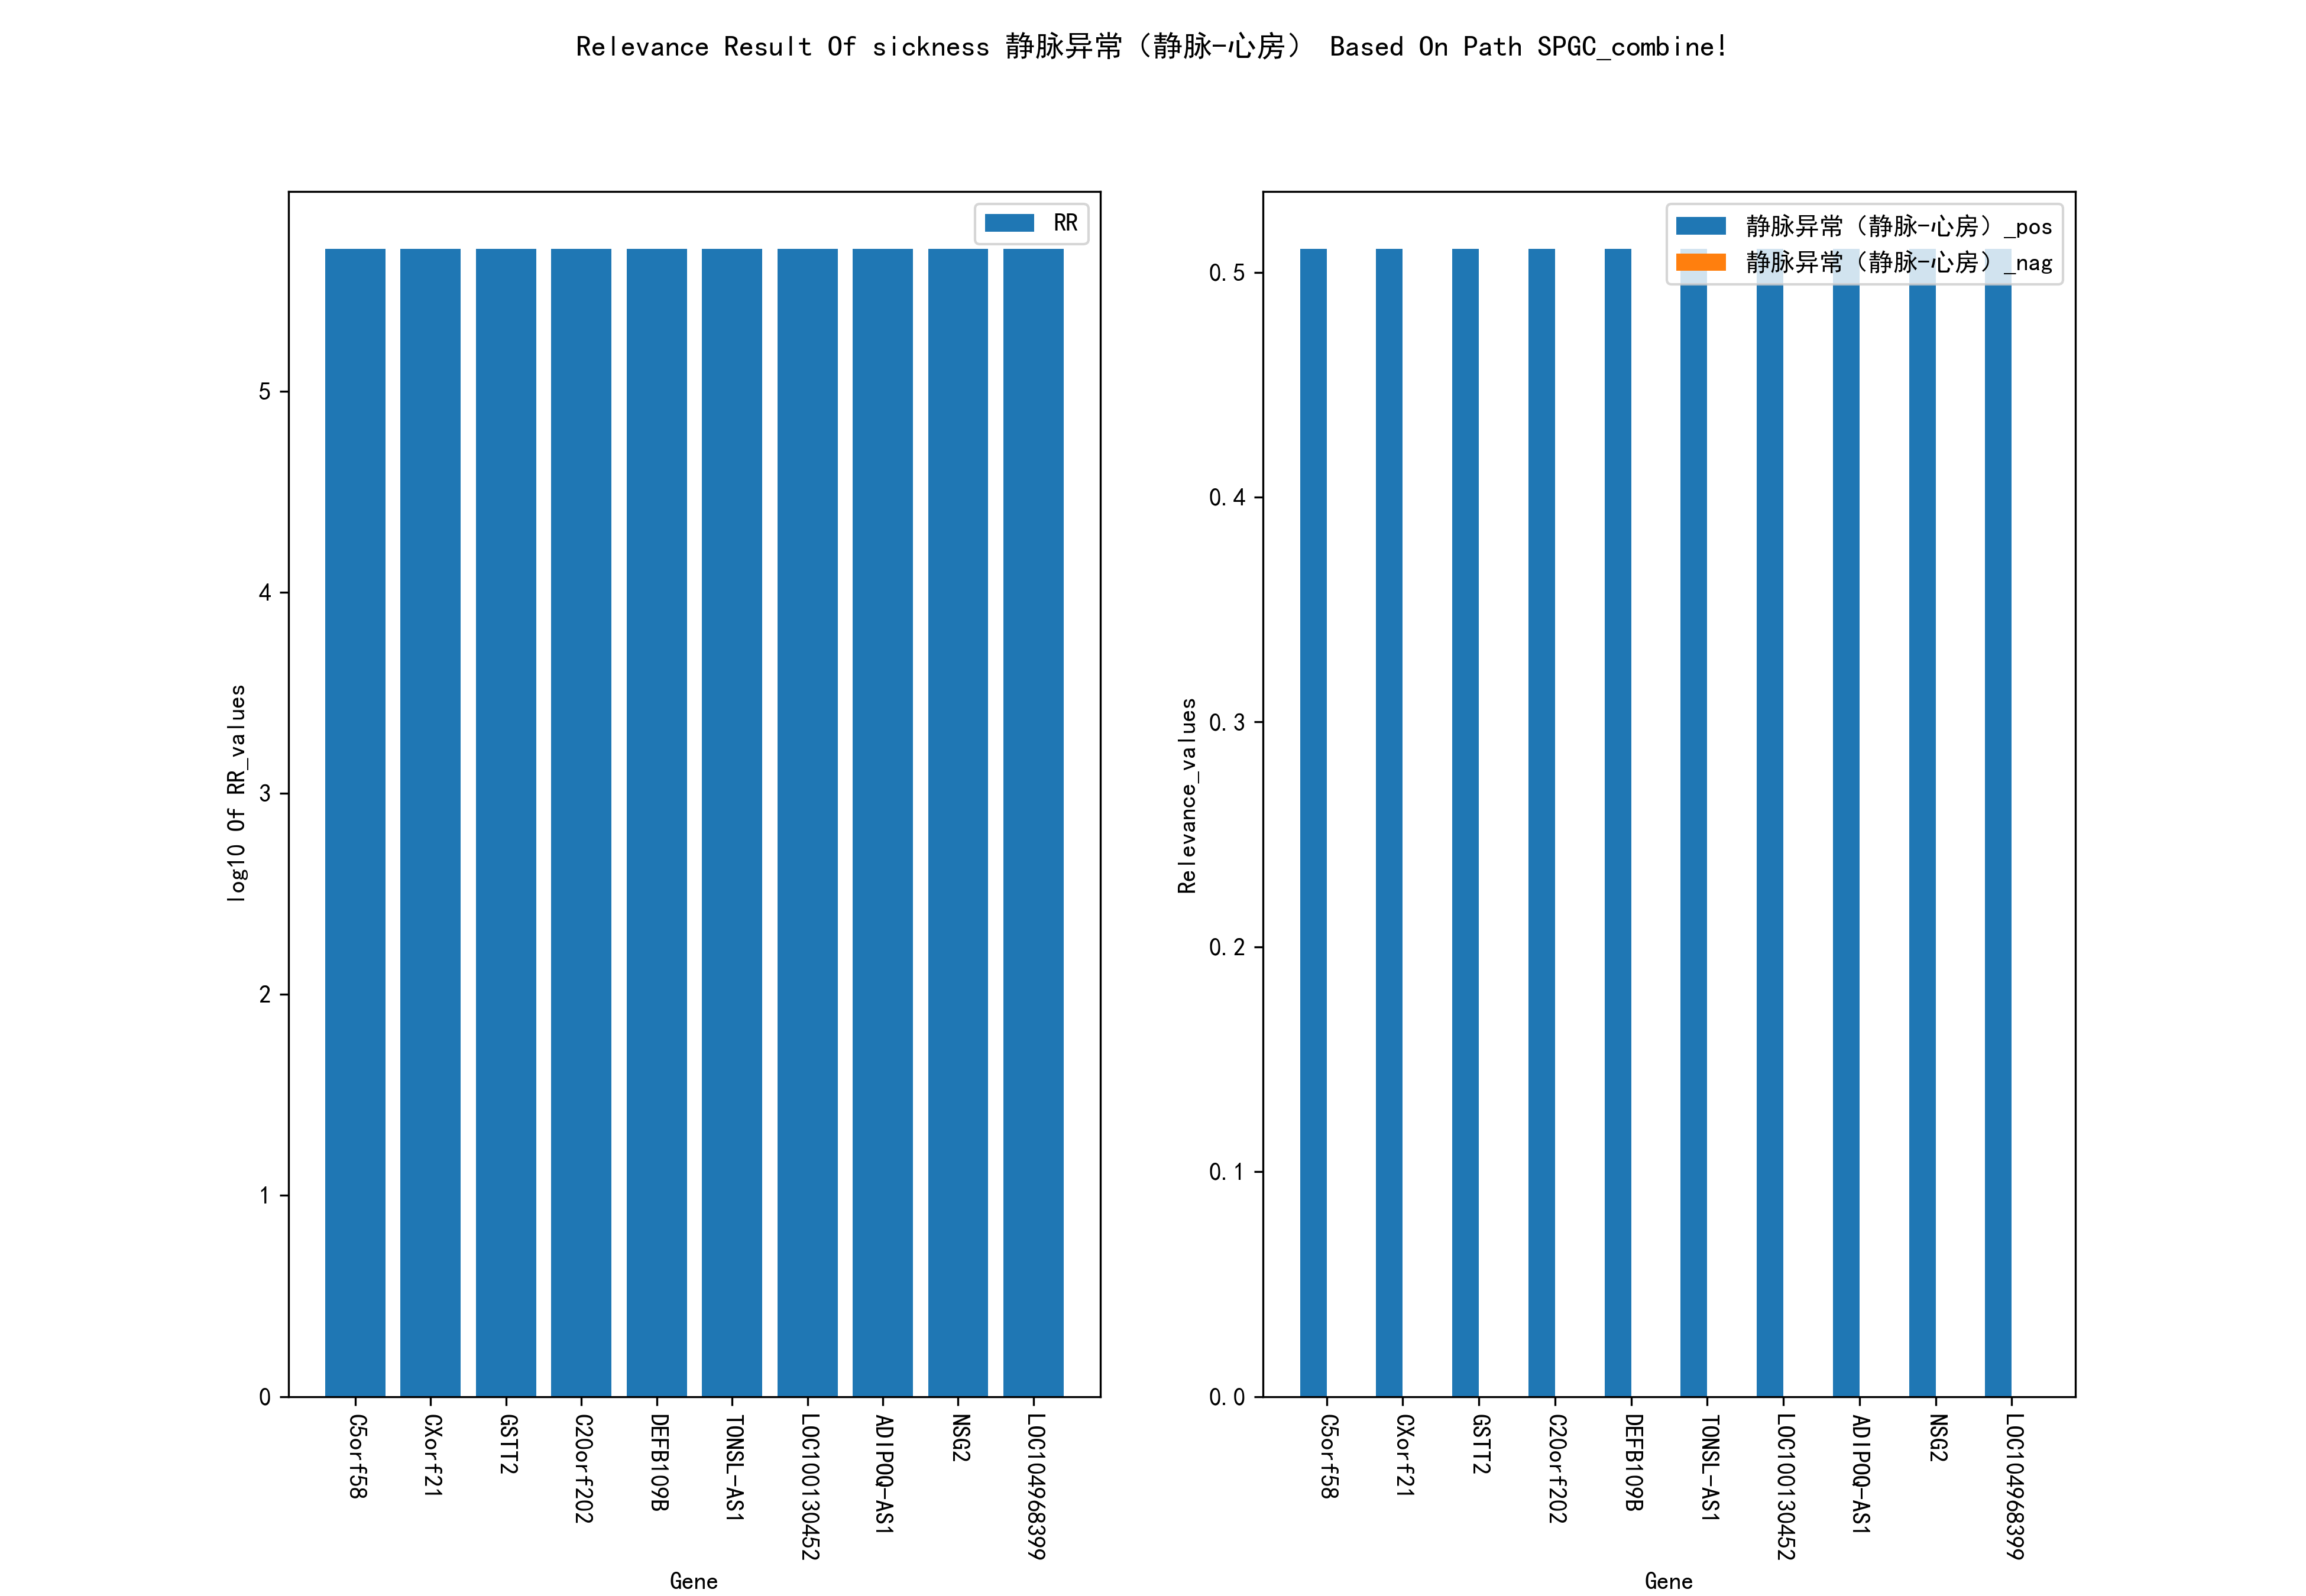 Relevance Result Of sickness 静脉异常（静脉-心房） Based On Path SPGC_combine!
RR
5
4
3
2
1
0
log10 Of RR_values
C5orf58
CXorf21
GSTT2
C20orf202
DEFB109B
TONSL-AS1
LOC100130452
ADIPOQ-AS1
NSG2
LOC104968399
Gene
静脉异常（静脉-心房）_pos
静脉异常（静脉-心房）_nag
0.5
0.4
0.3
0.2
0.1
0.0
Relevance_values
C5orf58
CXorf21
GSTT2
C20orf202
DEFB109B
TONSL-AS1
LOC100130452
ADIPOQ-AS1
NSG2
LOC104968399
Gene